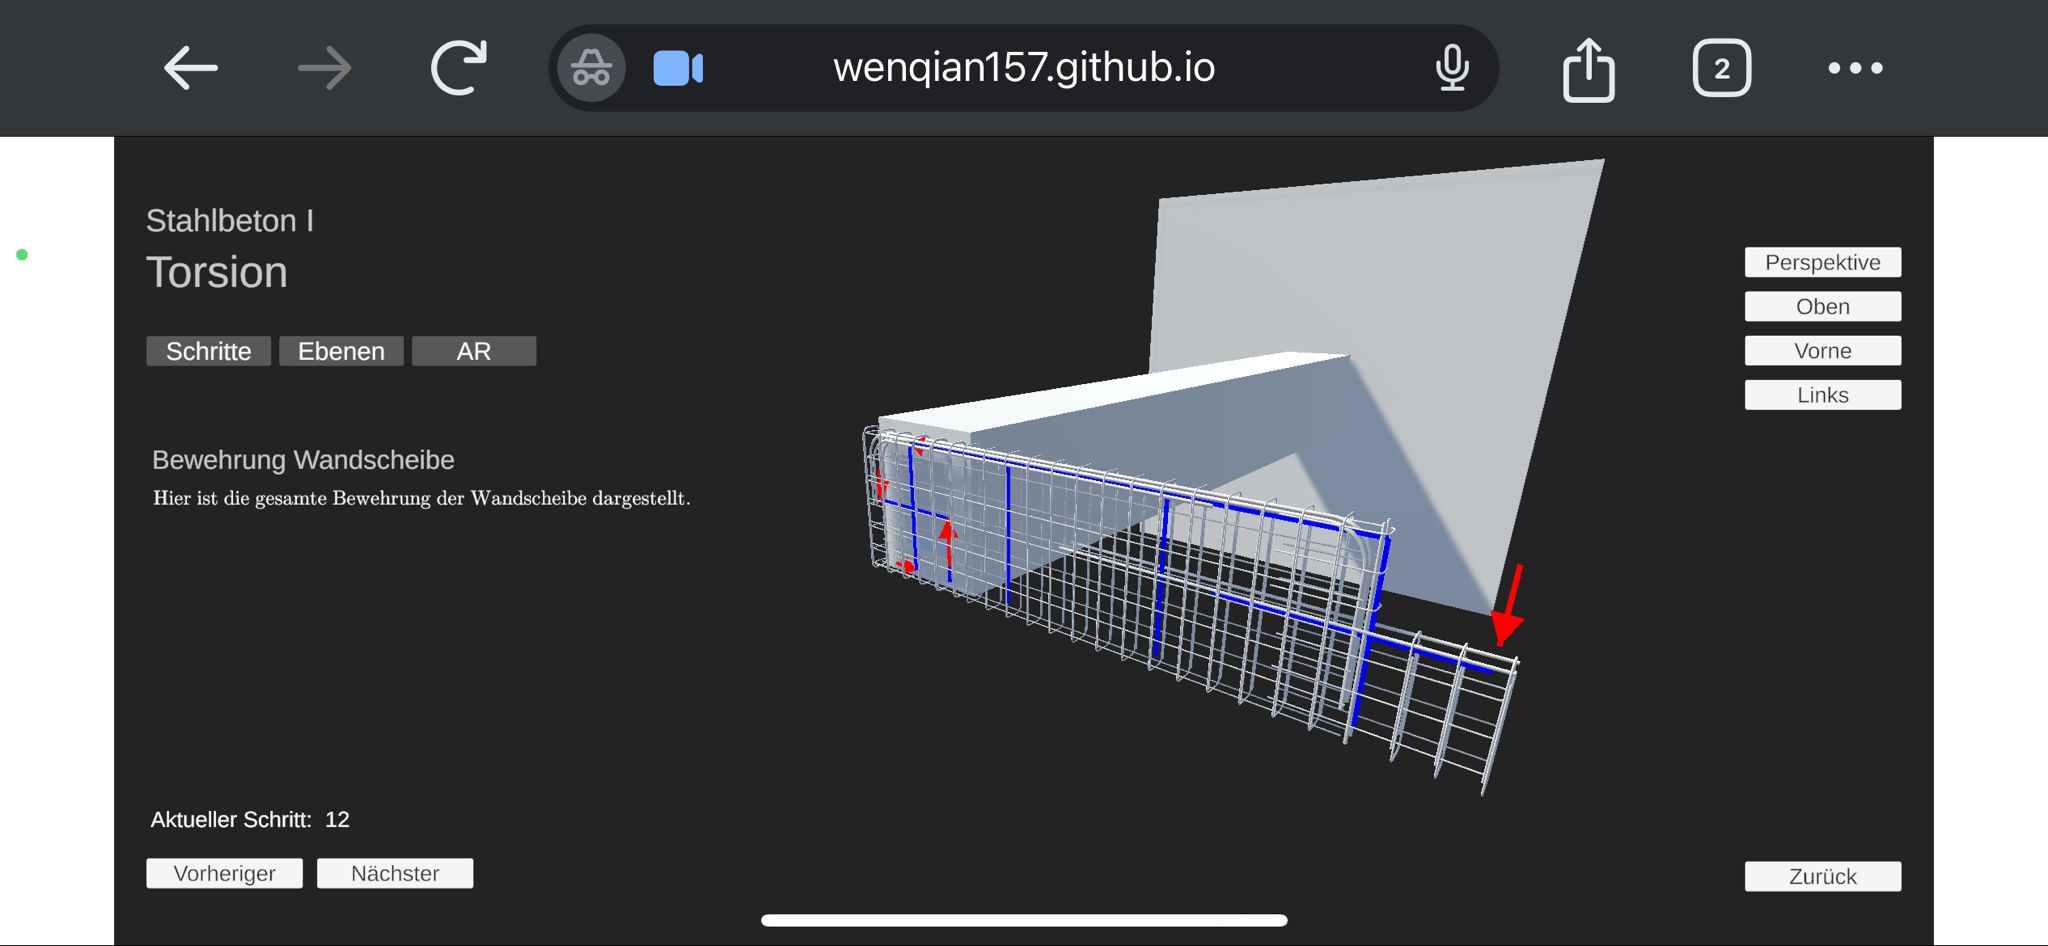 wenqian157.github.io
2
Stahlbeton I
Torsion
Perspektive
Oben
Vorne
Links
Schritte Ebenen AR
Bewehrung Wandscheibe
Hier ist die gesamte Bewehrung der Wandscheibe dargestellt.
Aktueller Schritt: 12
Vorheriger Nächster
Zurück